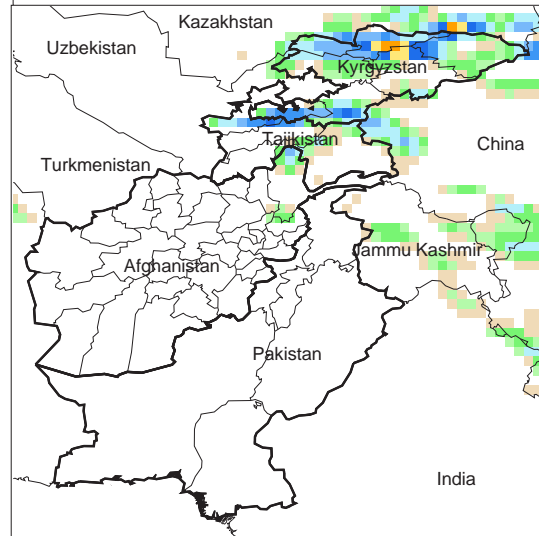 Kazakhstan
Uzbekistan
Kyrgyzstan
Tajikistan
China
Turkmenistan
Jammu Kashmir
Afghanistan
Pakistan
India